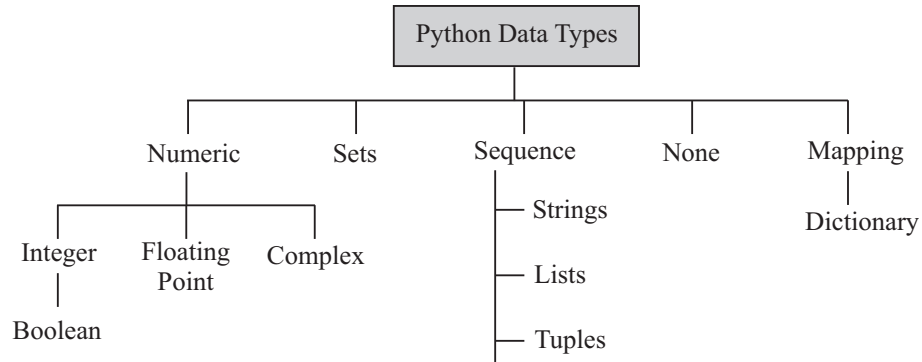 Python Data Types
Numeric
Sets
Sequence
None
Mapping
Integer
Floating
Point
Complex
Boolean
Strings
Lists
Tuples
Dictionary